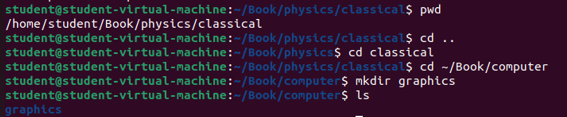 student@student-virtual-machine:~/Book/physics/classical$ pwd
/home/student/Book/physics/classical
student@student-virtual-machine:~/Book/physics/classical$ cd ..
student@student-virtual-machine:~/Book/physics$ cd classical
student@student-virtual-machine:~/Book/physics/classical$ cd ~/Book/computer
student@student-virtual-machine:~/Book/computer$ mkdir graphics
student@student-virtual-machine:~/Book/computer$ ls
graphics